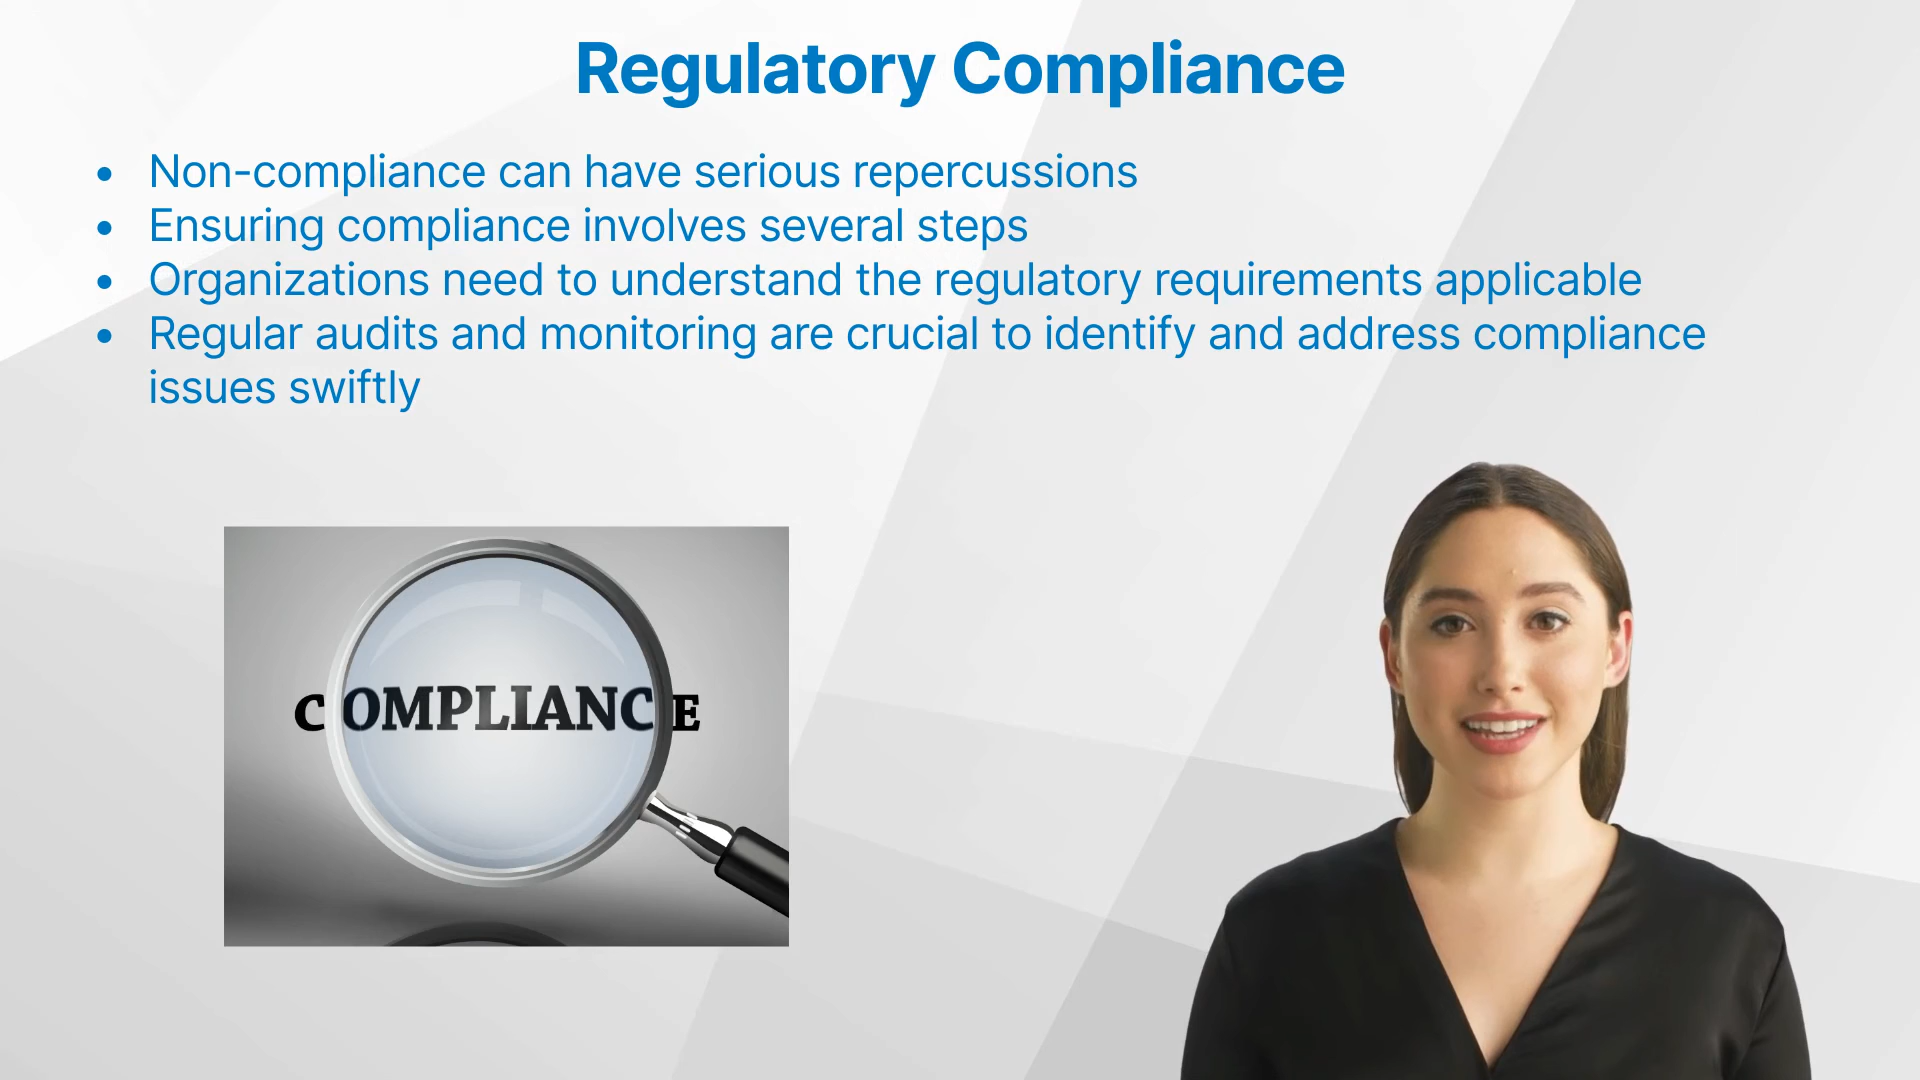 Regulatory Compliance
• Non-compliance can have serious repercussions
• Ensuring compliance involves several steps
• Organizations need to understand the regulatory requirements applicable
• Regular audits and monitoring are crucial to identify and address compliance
issues swiftly
COMPLIANCE